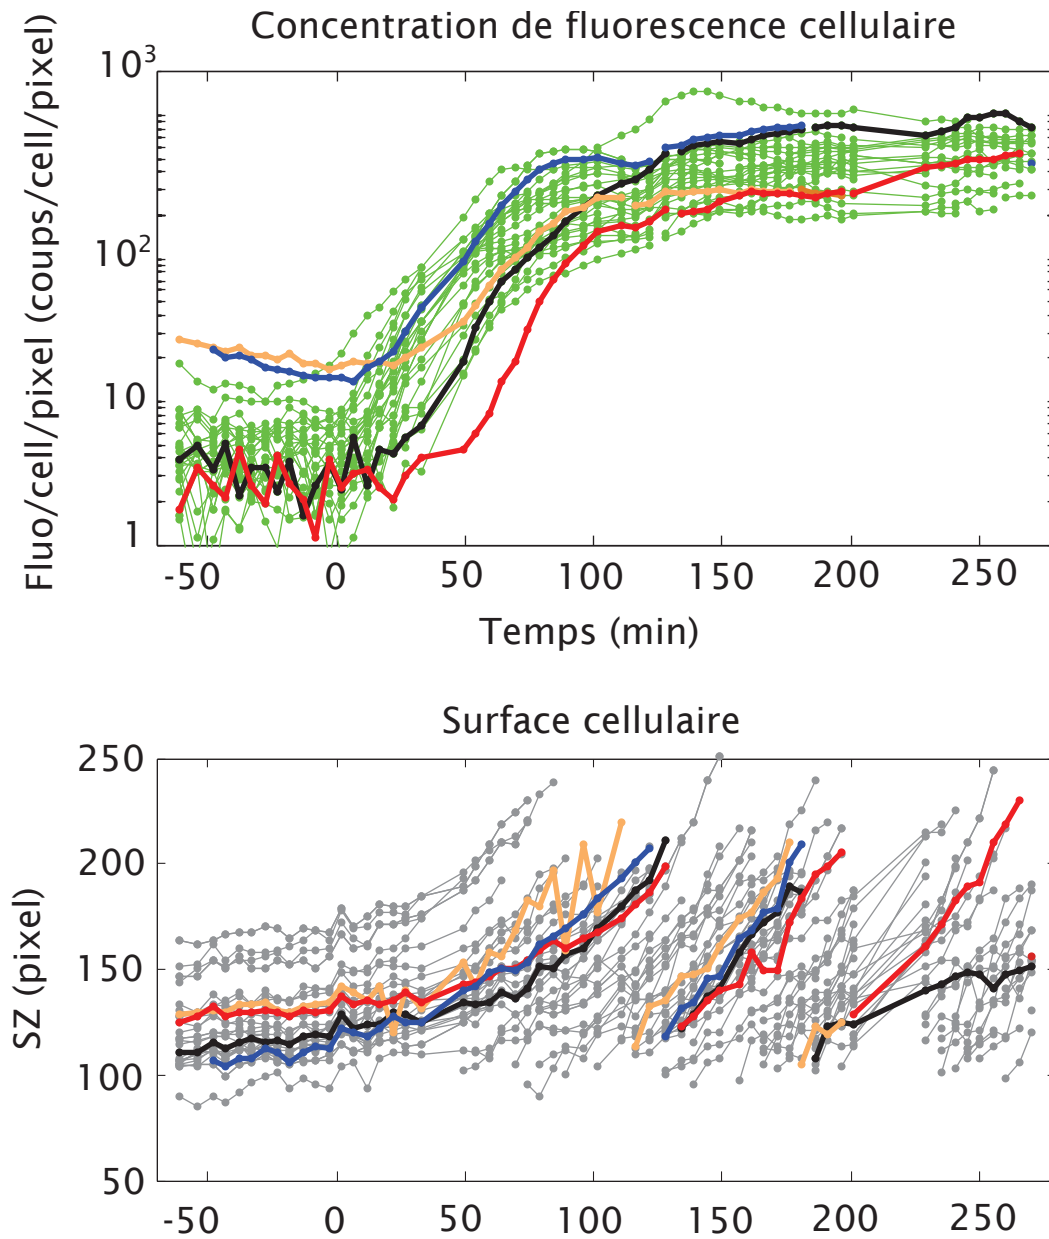 Concentration de fluorescence cellulaire
Fluo/cell/pixel (coups/cell/pixel)
10³
10²
10
1
-50 0 50 100 150 200 250
Temps (min)
Surface cellulaire
SZ (pixel)
250
200
150
100
50
-50 0 50 100 150 200 250